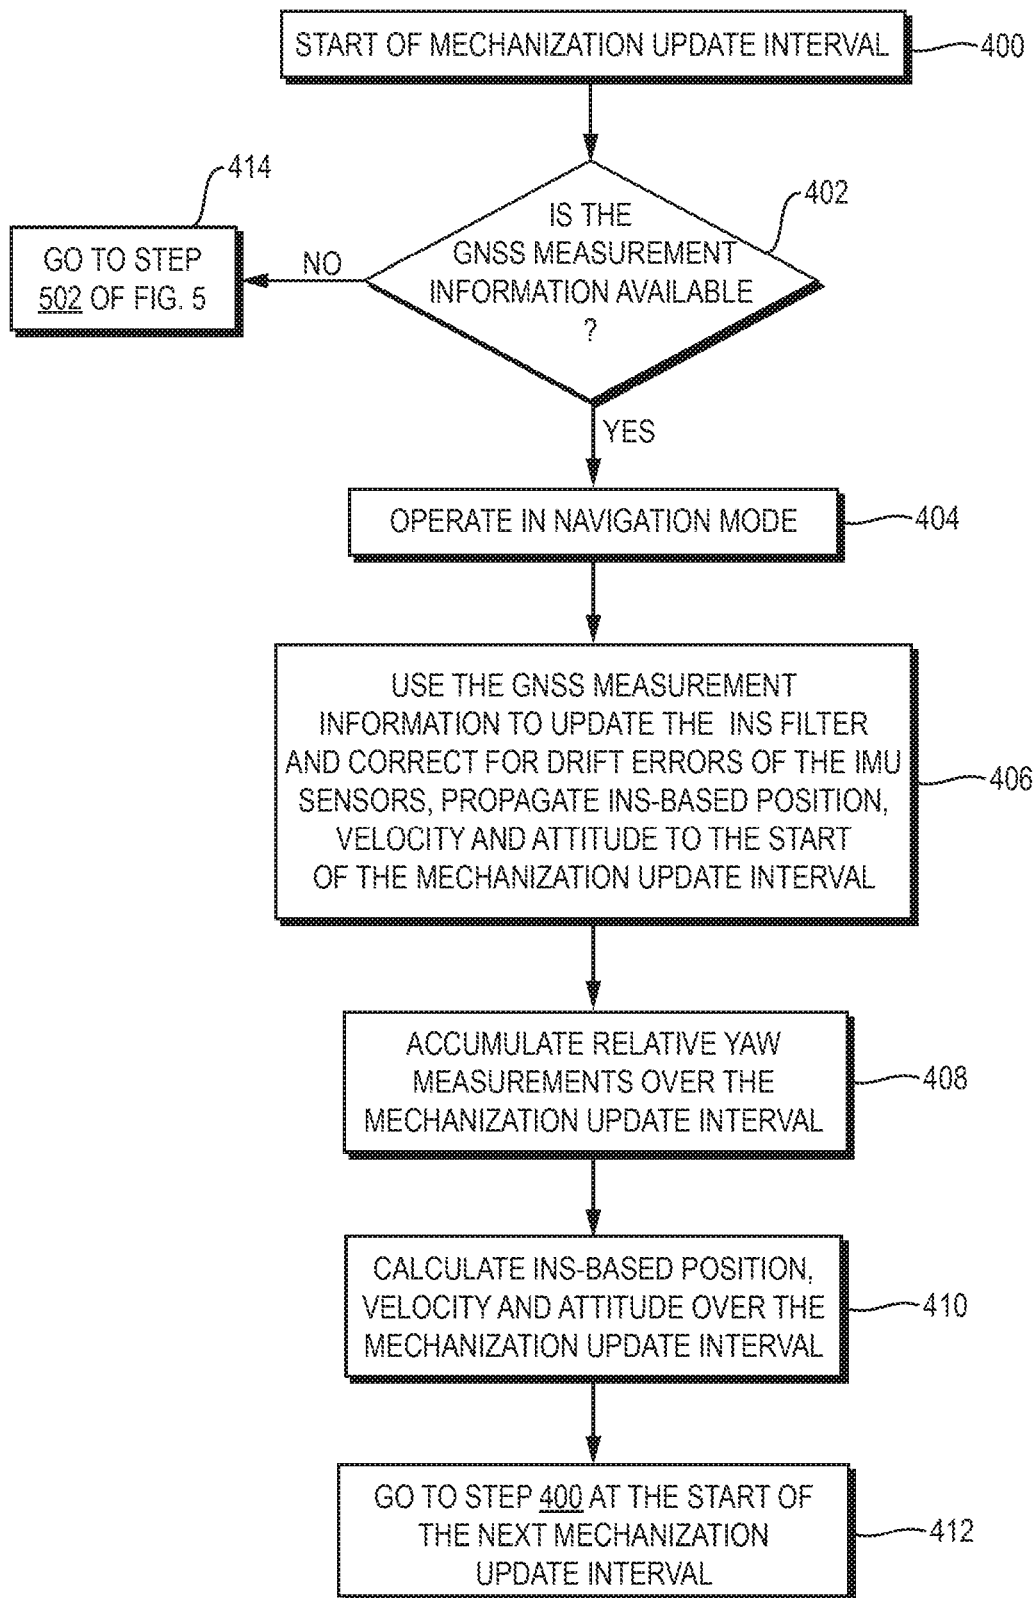 START OF MECHANIZATION UPDATE INTERVAL
400
414
402
IS THE
GNSS MEASUREMENT
INFORMATION AVAILABLE
?
GO TO STEP
502 OF FIG. 5
NO
YES
OPERATE IN NAVIGATION MODE
404
USE THE GNSS MEASUREMENT
INFORMATION TO UPDATE THE INS FILTER
AND CORRECT FOR DRIFT ERRORS OF THE IMU
SENSORS, PROPAGATE INS-BASED POSITION,
VELOCITY AND ATTITUDE TO THE START
OF THE MECHANIZATION UPDATE INTERVAL
406
ACCUMULATE RELATIVE YAW
MEASUREMENTS OVER THE
MECHANIZATION UPDATE INTERVAL
408
CALCULATE INS-BASED POSITION,
VELOCITY AND ATTITUDE OVER THE
MECHANIZATION UPDATE INTERVAL
410
GO TO STEP 400 AT THE START OF
THE NEXT MECHANIZATION
UPDATE INTERVAL
412